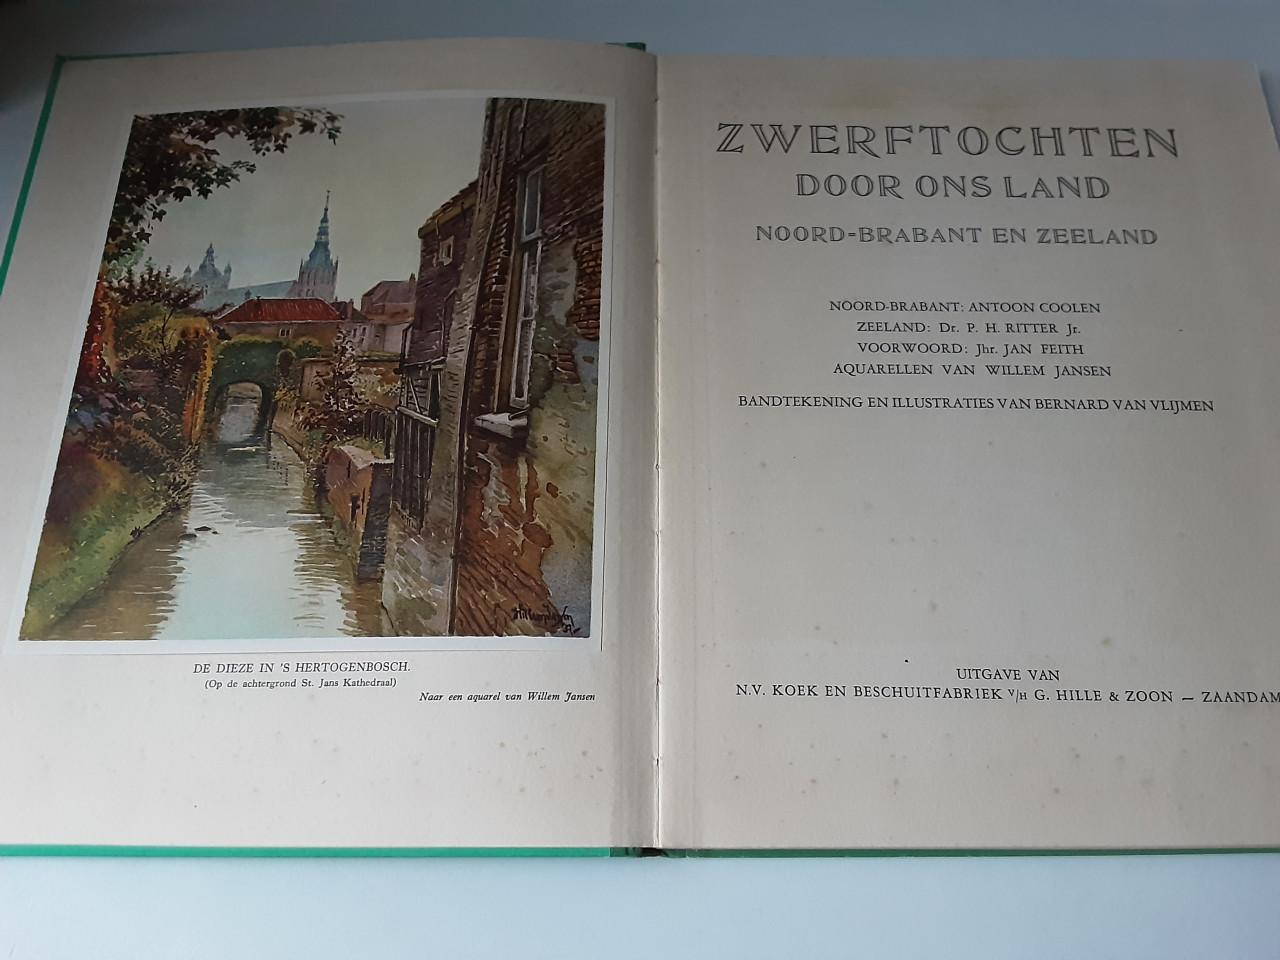 DE DIEZE IN 'S HERTOGENBOSCH.
(Op de achtergrond St. Jans Kathedraal)
Naar een aquarel van Willem Jansen
ZWERFTOCHTEN
DOOR ONS LAND
NOORD-BRABANT EN ZEELAND
NOORD-BRABANT: ANTOON COOLEN
ZEELAND: Dr. P. H. RITTER Jr.
VOORWOORD: Jhr. JAN FEITH
AQUARELLEN VAN WILLEM JANSEN
BANDTEKENING EN ILLUSTRATIES VAN BERNARD VAN VLIJMEN
UITGAVE VAN
N.V. KOEK EN BESCHUITFABRIEK V/H G. HILLE & ZOON — ZAANDAM